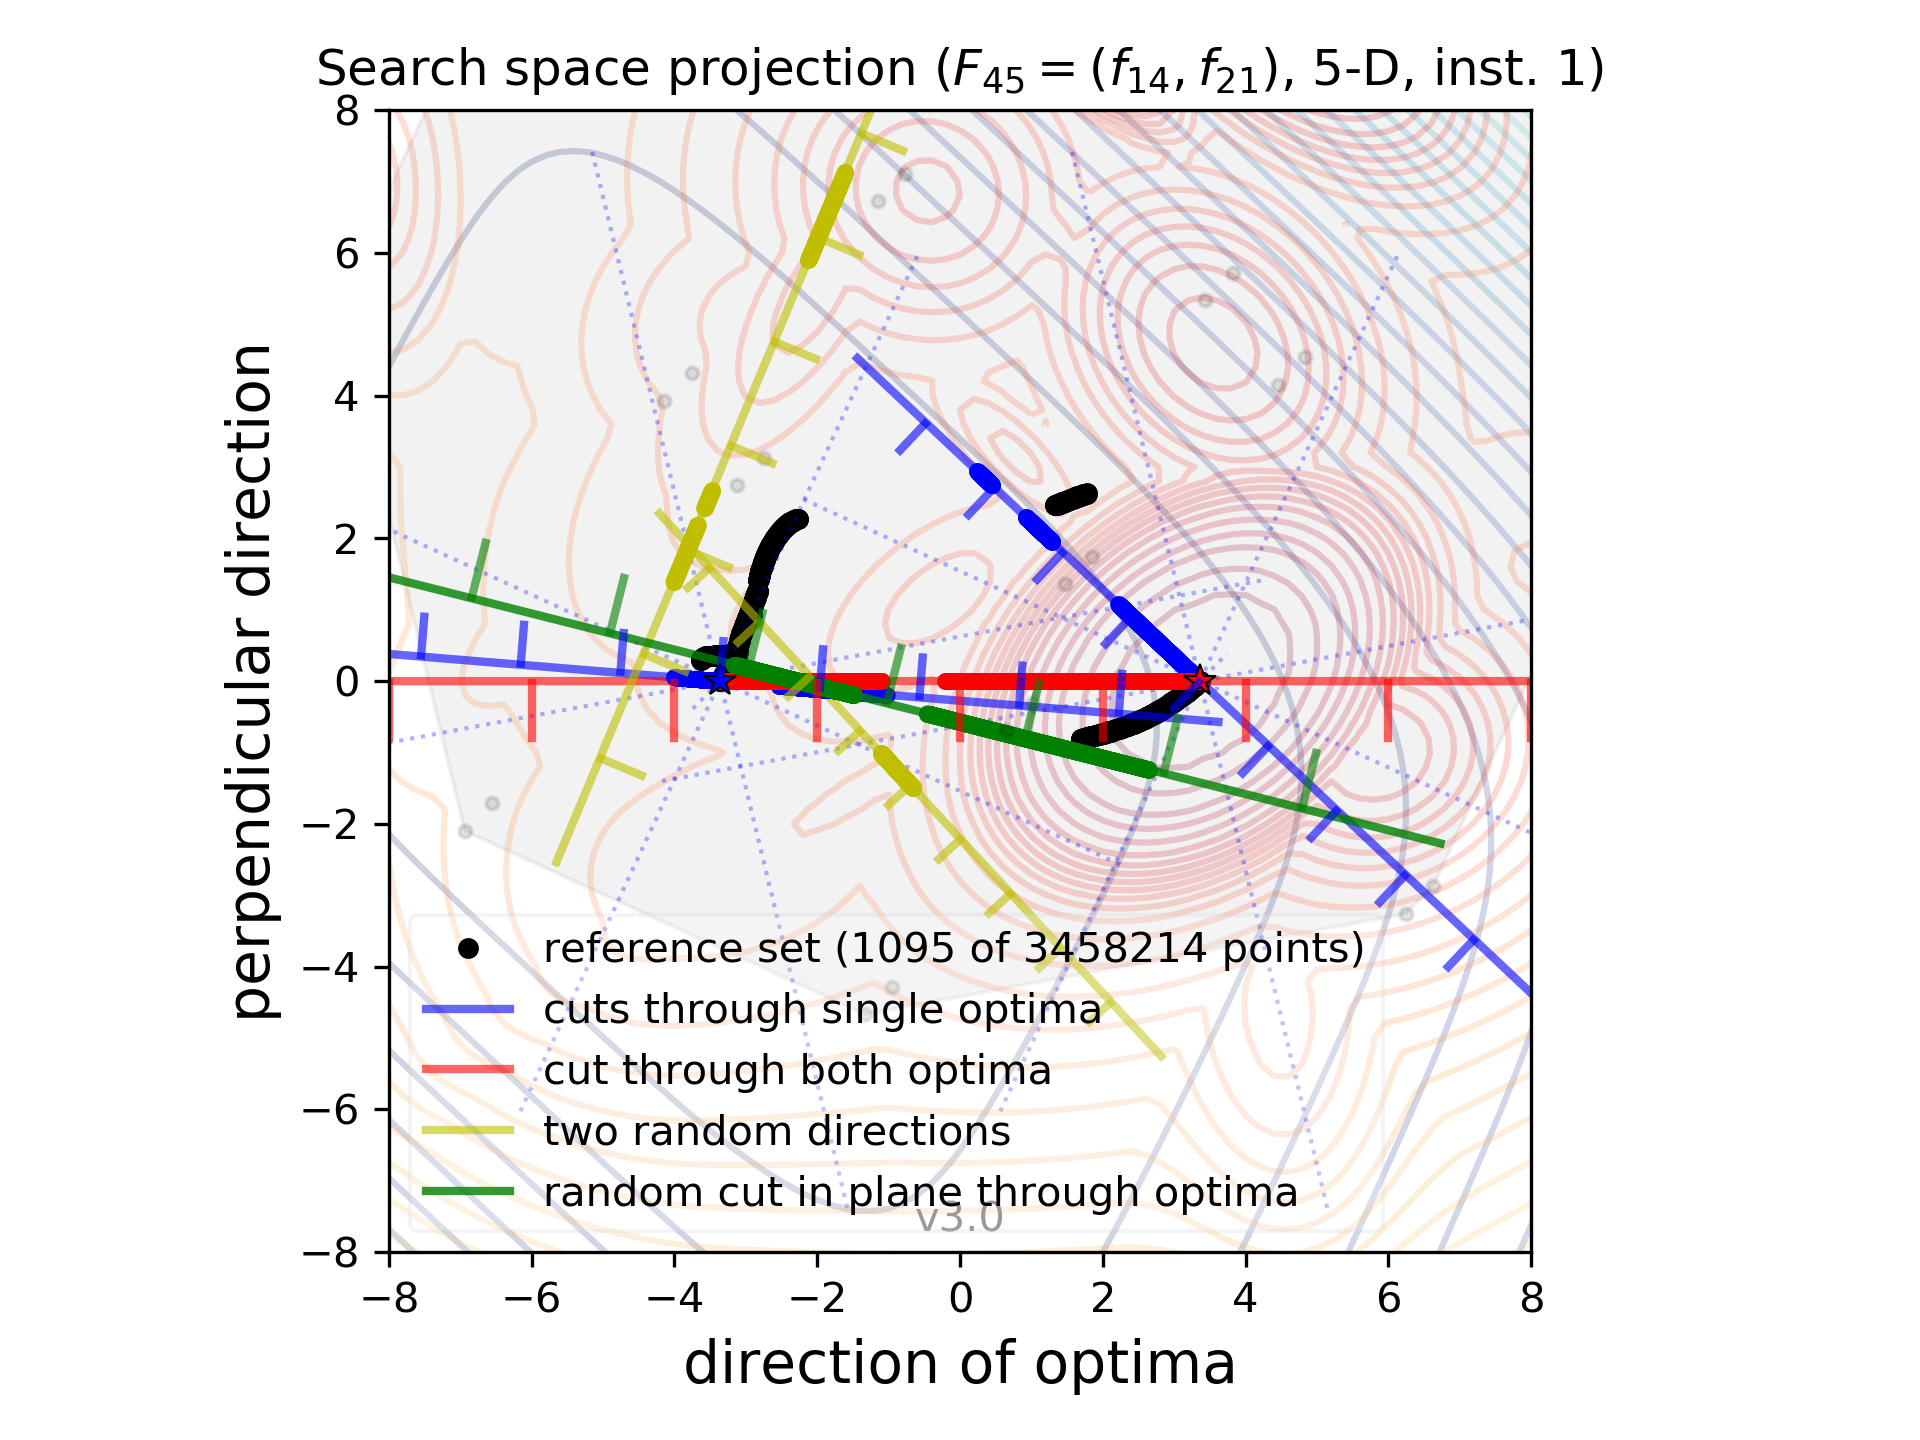 Search space projection (F45 = (f14, f21), 5-D, inst. 1)
8
6
4
2
0
−2
−4
−6
−8
perpendicular direction
reference set (1095 of 3458214 points)
cuts through single optima
cut through both optima
two random directions
random cut in plane through optima
v3.0
−8 −6 −4 −2 0 2 4 6 8
direction of optima